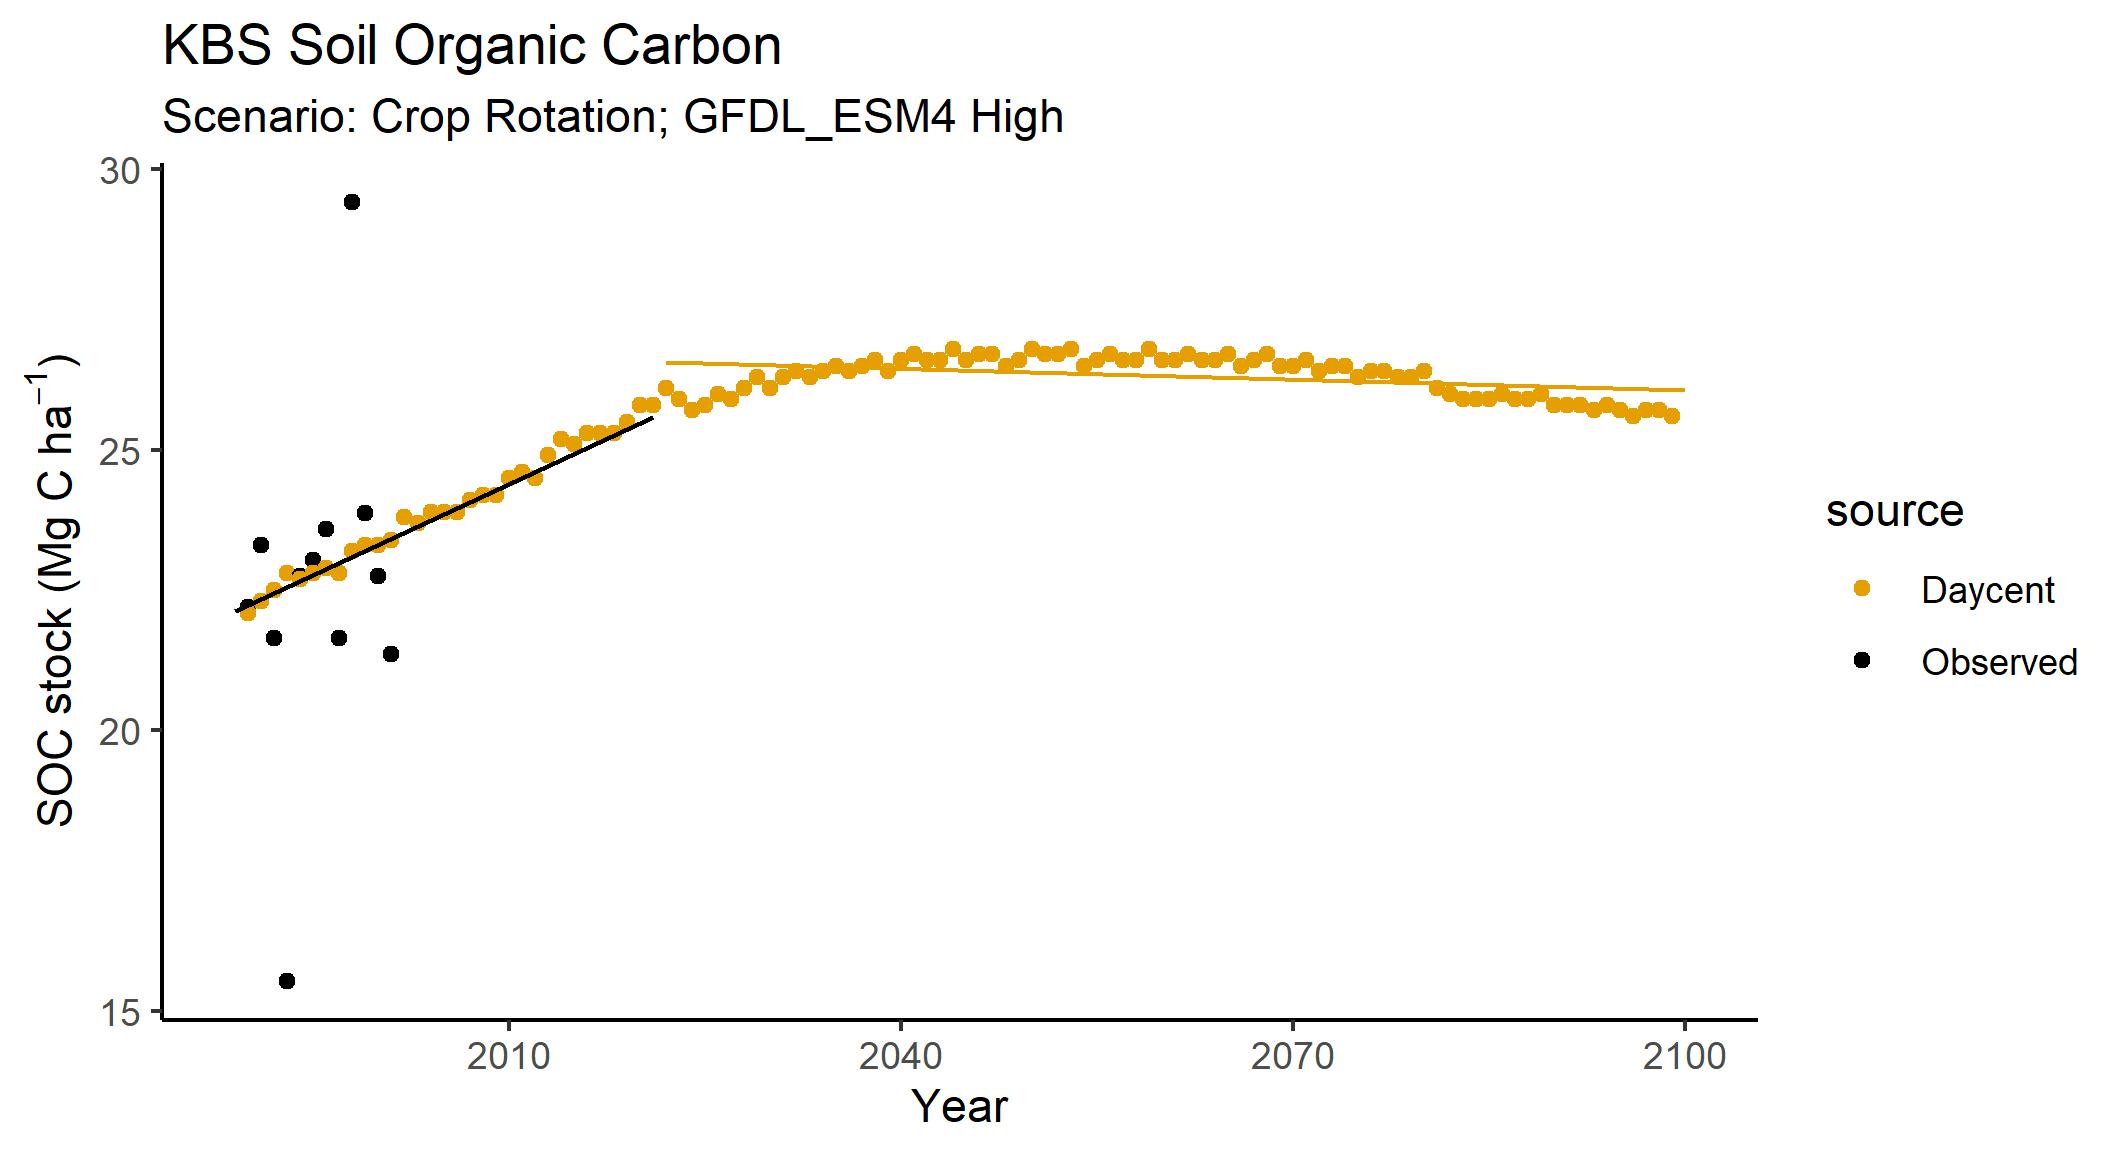 KBS Soil Organic Carbon
Scenario: Crop Rotation; GFDL_ESM4 High
SOC stock (Mg C ha⁻¹)
30
25
20
15
2010 2040 2070 2100
Year
source
Daycent
Observed